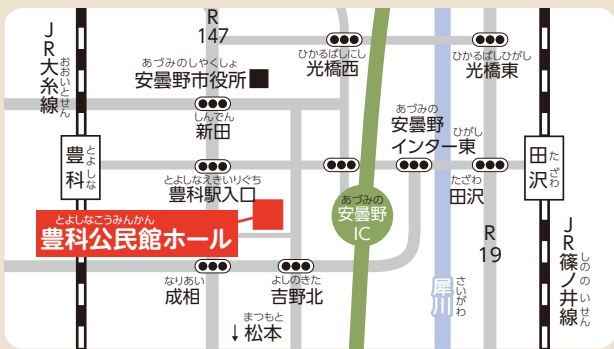 R
147
ひかるばしにし
光橋西
ひかるばしひがし
光橋東
JR大糸線
おおいとせん
あづみのしやくしょ
安曇野市役所
しんでん
新田
あづみの
安曇野
インター東
ひがし
豊科
とよしな
とよしなえきいりぐち
豊科駅入口
田沢
たざわ
たざわ
田沢
とよしなこうみんかん
豊科公民館ホール
あづみの
安曇野
IC
R
19
JR篠ノ井線
しののいせん
なりあい
成相
よしのきた
吉野北
犀川
さいがわ
まつもと
↓松本